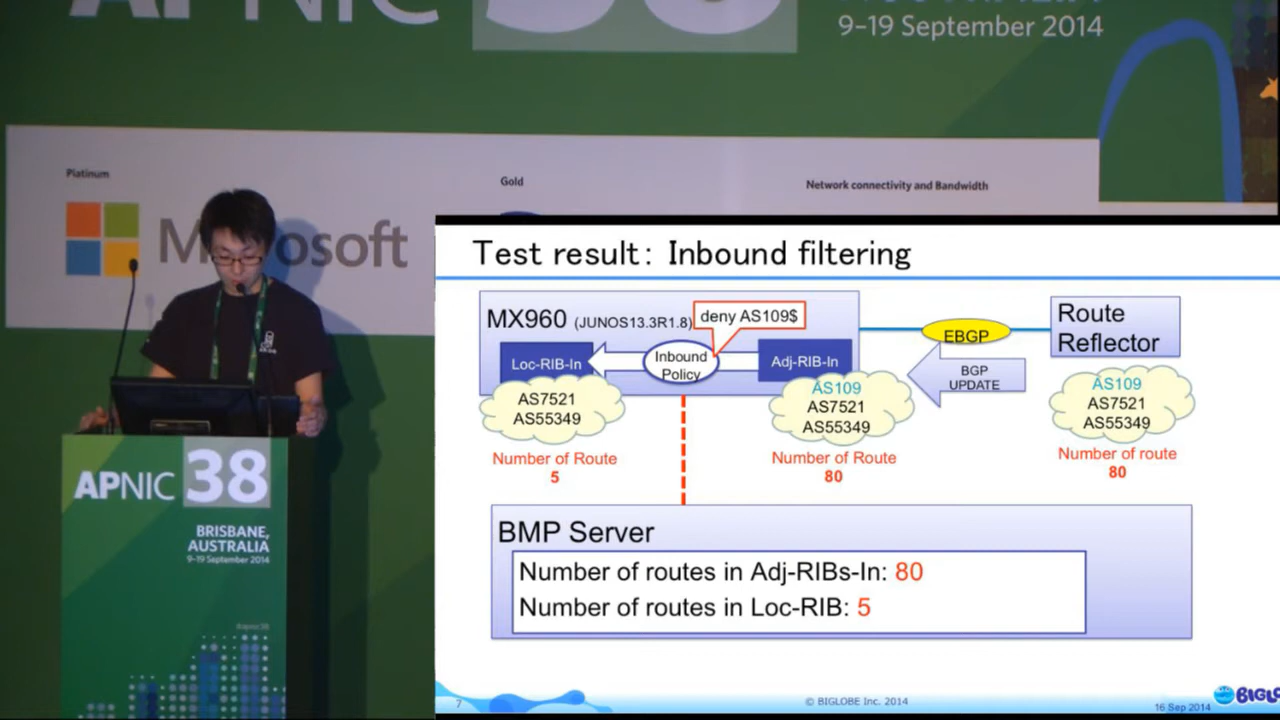 APNIC 38
9-19 September 2014
Platinum
Gold
Network connectivity and Bandwidth
Microsoft
APNIC 38
BRISBANE,
AUSTRALIA
9-19 September 2014
Test result: Inbound filtering
MX960 (JUNOS13.3R1.8)
deny AS109$
Loc-RIB-In
Inbound
Policy
Adj-RIB-In
EBGP
BGP
UPDATE
Route
Reflector
AS7521
AS55349
AS109
AS7521
AS55349
AS109
AS7521
AS55349
Number of Route
5
Number of Route
80
Number of route
80
BMP Server
Number of routes in Adj-RIBs-In: 80
Number of routes in Loc-RIB: 5
7
© BIGLOBE Inc. 2014
16 Sep 2014